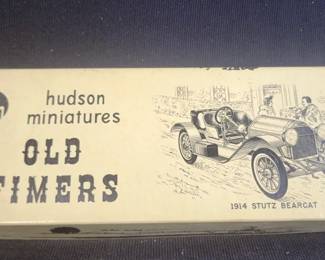 hudson
miniatures
OLD
TIMERS
1914 STUTZ BEARCAT